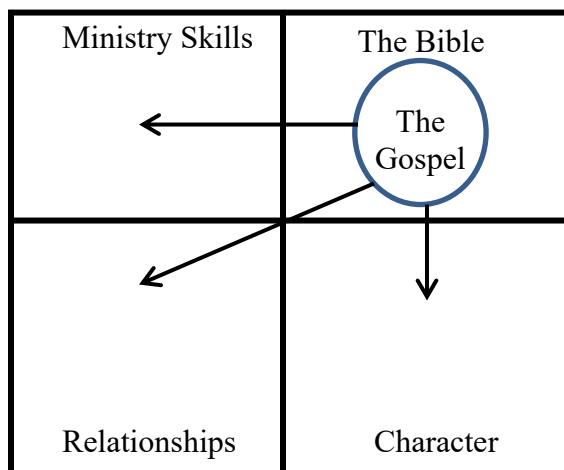 Ministry Skills
The Bible
The
Gospel
Relationships
Character